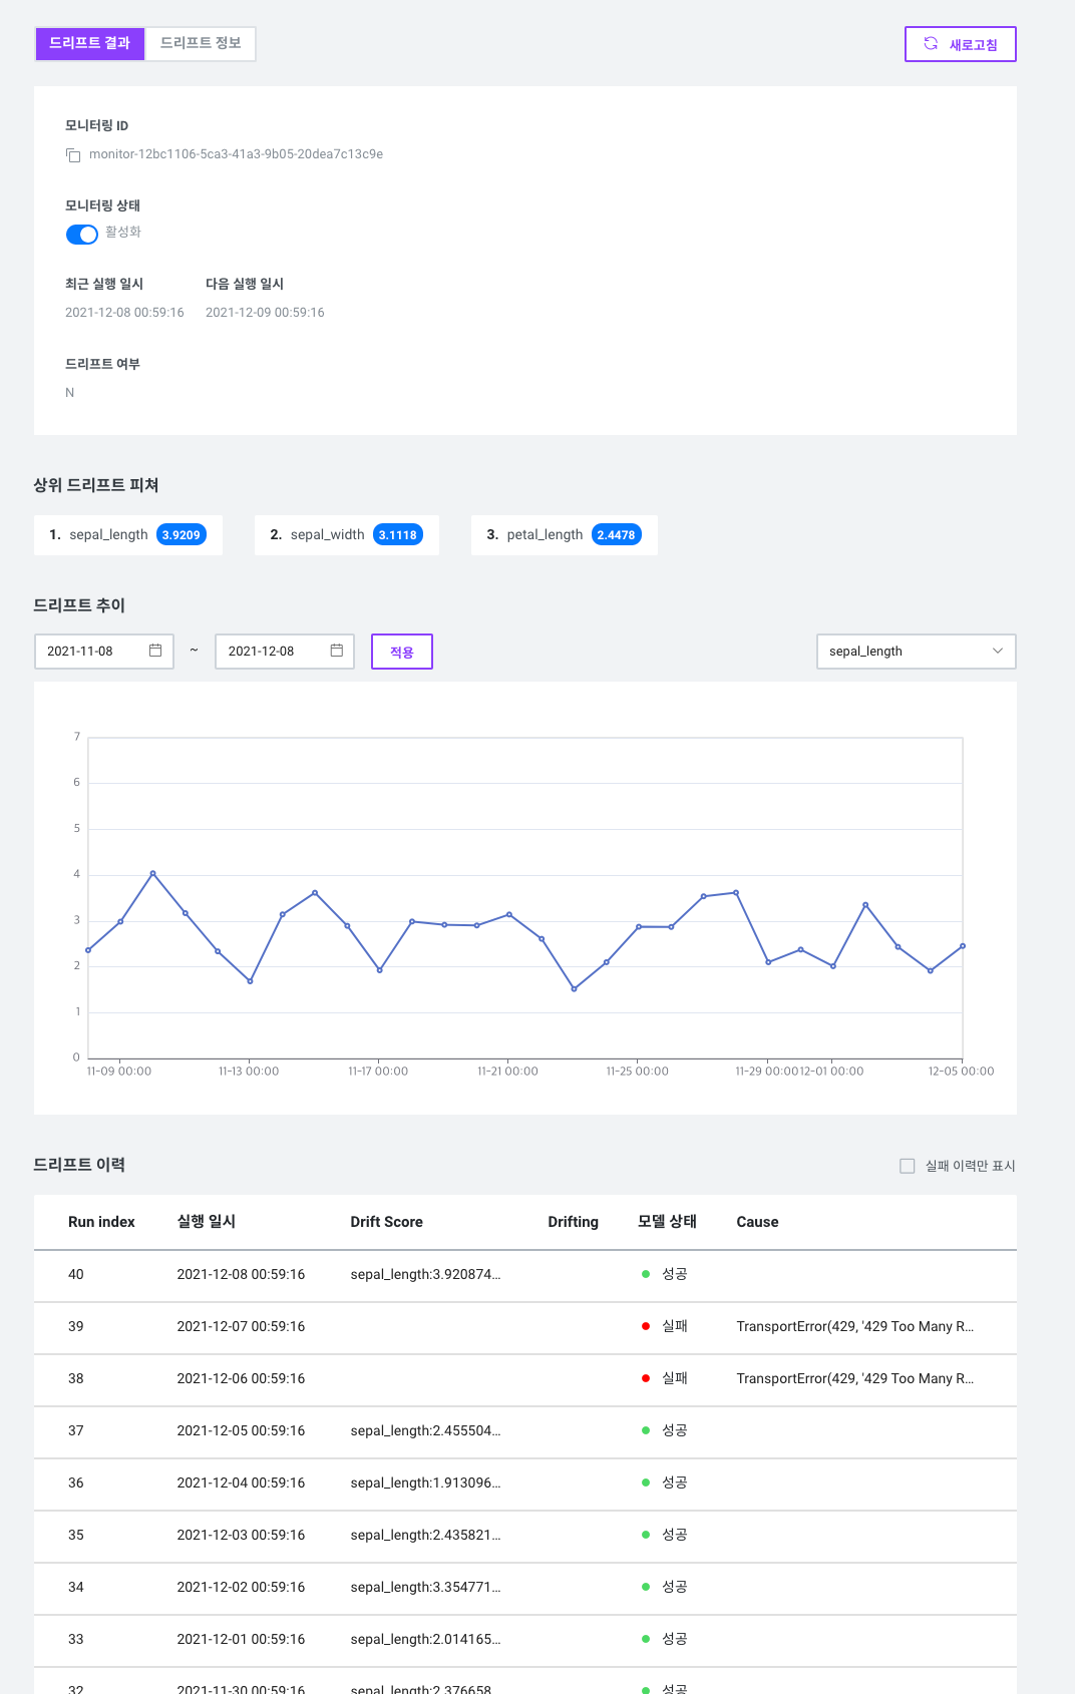 드리프트 결과 드리프트 정보 새로고침
모니터링 ID
monitor-12bc1106-5ca3-41a3-9b05-20dea7c13c9e
모니터링 상태
활성화
최근 실행 일시 다음 실행 일시
2021-12-08 00:59:16 2021-12-09 00:59:16
드리프트 여부
N
상위 드리프트 피쳐
1. sepal_length 3.9209 2. sepal_width 3.1118 3. petal_length 2.4478
드리프트 추이
2021-11-08 ~ 2021-12-08 적용 sepal_length
7
6
5
4
3
2
1
0
11-09 00:00 11-13 00:00 11-17 00:00 11-21 00:00 11-25 00:00 11-29 00:00 12-01 00:00 12-05 00:00
드리프트 이력 실패 이력만 표시
Run index 실행 일시 Drift Score Drifting 모델 상태 Cause
40 2021-12-08 00:59:16 sepal_length:3.920874... 성공
39 2021-12-07 00:59:16 실패 TransportError(429, '429 Too Many R...
38 2021-12-06 00:59:16 실패 TransportError(429, '429 Too Many R...
37 2021-12-05 00:59:16 sepal_length:2.455504... 성공
36 2021-12-04 00:59:16 sepal_length:1.913096... 성공
35 2021-12-03 00:59:16 sepal_length:2.435821... 성공
34 2021-12-02 00:59:16 sepal_length:3.354771... 성공
33 2021-12-01 00:59:16 sepal_length:2.014165... 성공
32 2021-11-30 00:59:16 sepal_length:2.376658 성공